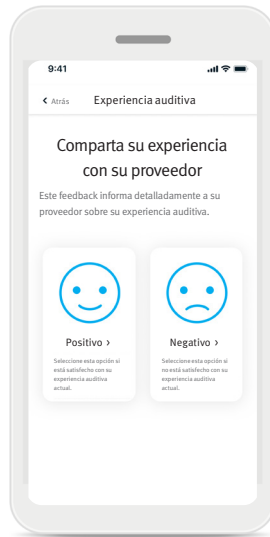 9:41
Atrás Experiencia auditiva
Comparta su experiencia
con su proveedor
Este feedback informa detalladamente a su
proveedor sobre su experiencia auditiva.
Positivo ›
Seleccione esta opción si
está satisfecho con su
experiencia auditiva
actual.
Negativo ›
Seleccione esta opción si
no está satisfecho con su
experiencia auditiva
actual.